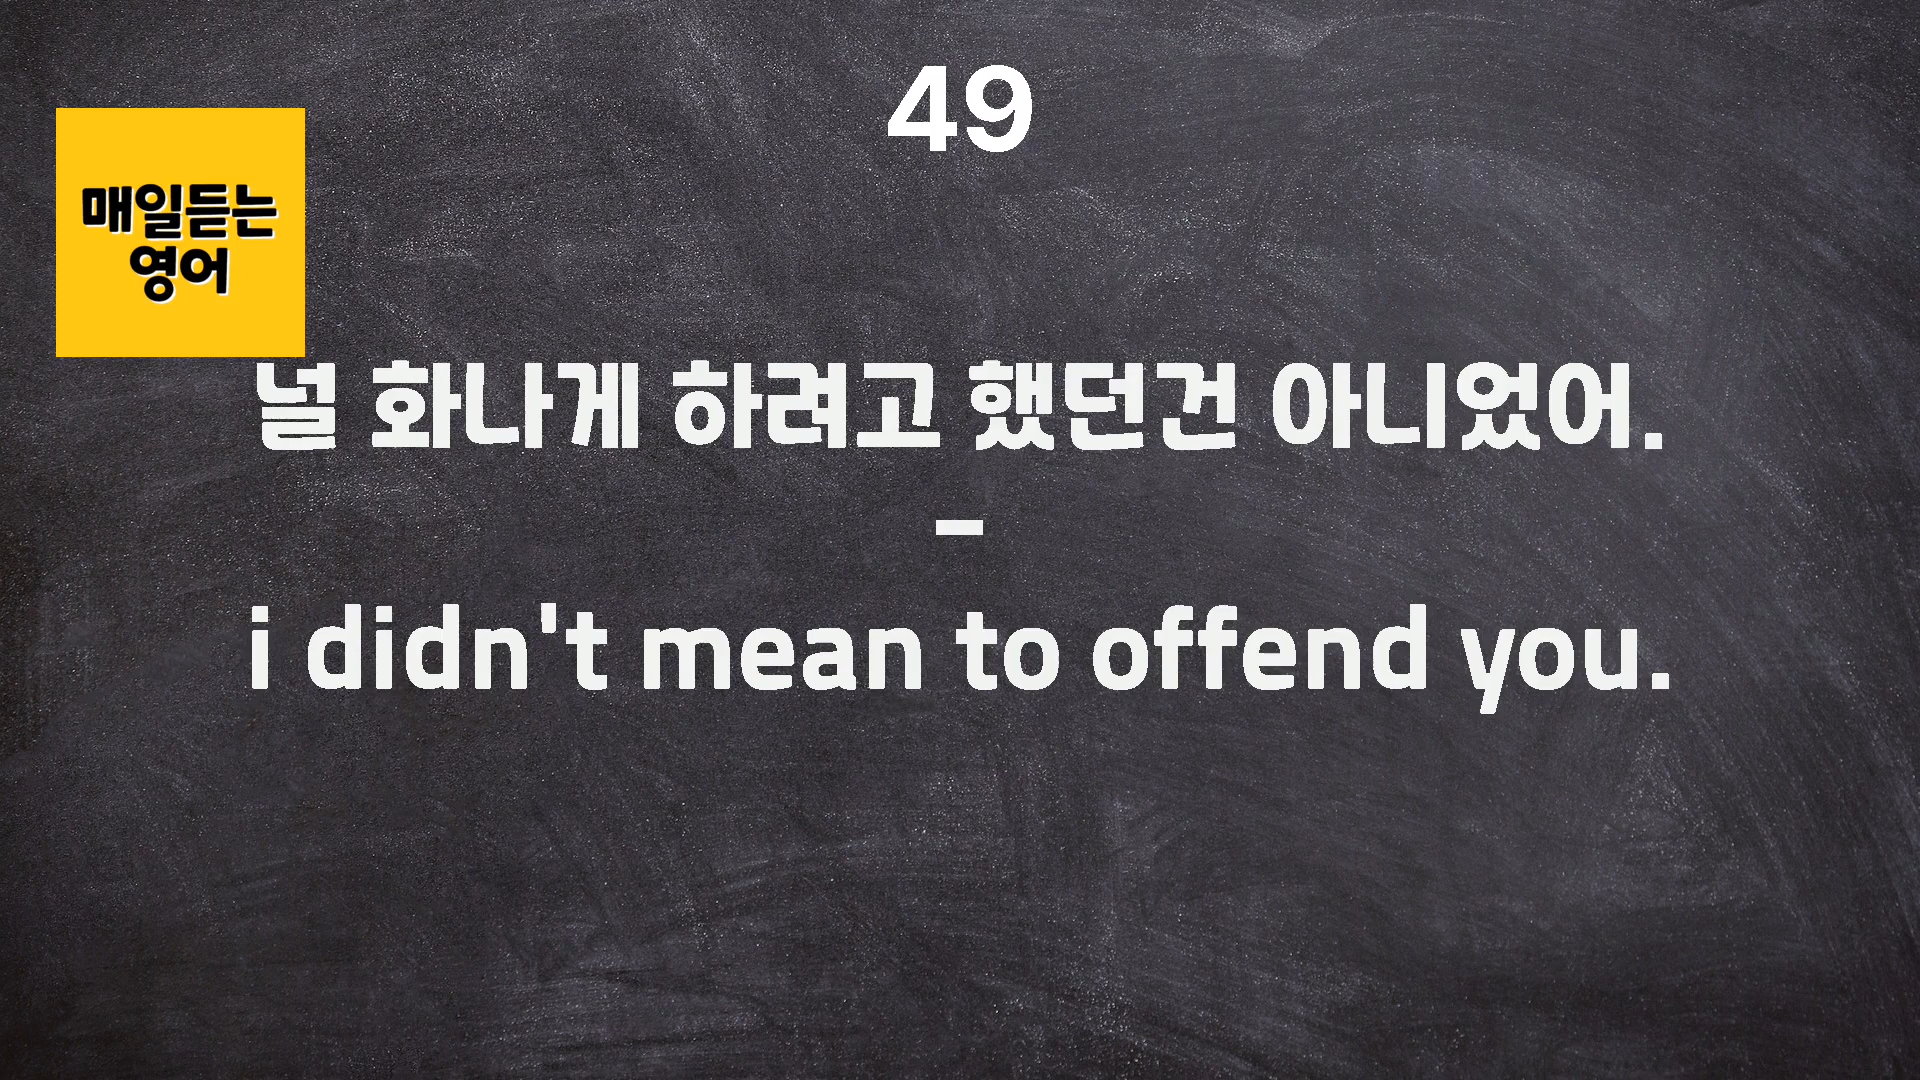 49
매일듣는
영어
널 화나게 하려고 했던건 아니었어.
-
i didn't mean to offend you.